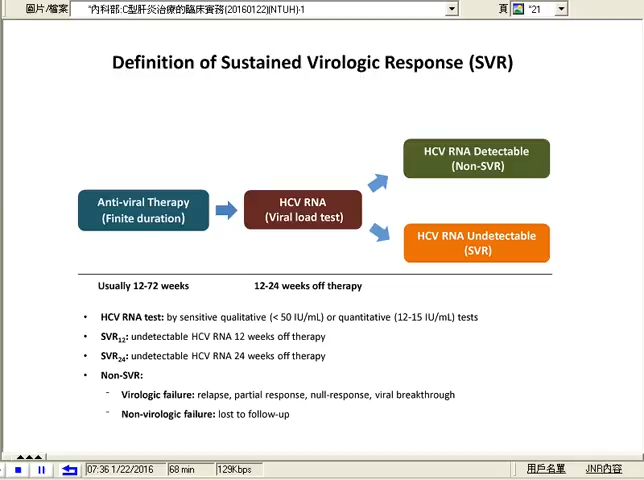 圖片/檔案 "內科部:C型肝炎治療的臨床實務(20160122)(NTUH)-1 頁 "21
Definition of Sustained Virologic Response (SVR)
HCV RNA Detectable
(Non-SVR)
Anti-viral Therapy
(Finite duration)
HCV RNA
(Viral load test)
HCV RNA Undetectable
(SVR)
Usually 12-72 weeks 12-24 weeks off therapy
• HCV RNA test: by sensitive qualitative (< 50 IU/mL) or quantitative (12-15 IU/mL) tests
• SVR12: undetectable HCV RNA 12 weeks off therapy
• SVR24: undetectable HCV RNA 24 weeks off therapy
• Non-SVR:
- Virologic failure: relapse, partial response, null-response, viral breakthrough
- Non-virologic failure: lost to follow-up
07:36 1/22/2016 68 min 129Kbps 用戶名單 JNR內容